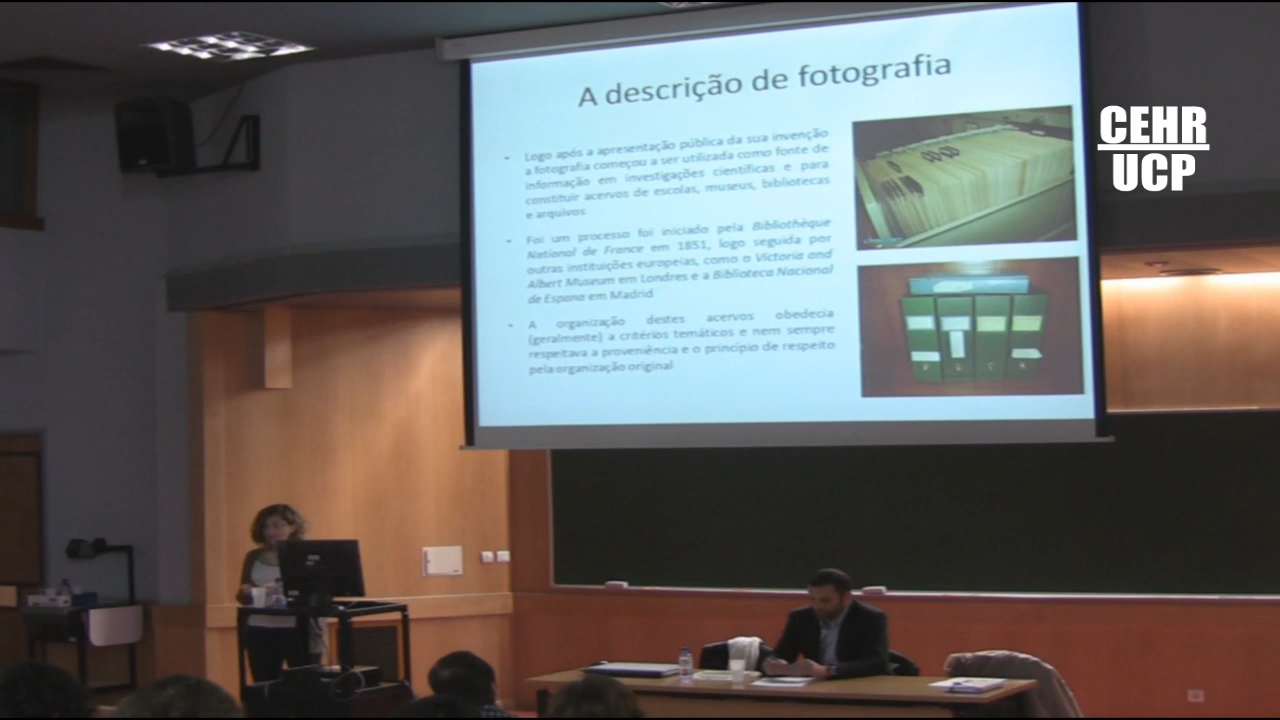 A descrição de fotografia
Logo após a apresentação pública da sua invenção
a fotografia começou a ser utilizada como fonte de
informação em investigações científicas e para
constituir acervos de escolas, museus, bibliotecas
e arquivos
Foi um processo foi iniciado pela Bibliothèque
National de France em 1851, logo seguida por
outras instituições europeias, como o Victoria and
Albert Museum em Londres e a Biblioteca Nacional
de Espana em Madrid
A organização destes acervos obedecia
(geralmente) a critérios temáticos e nem sempre
respeitava a proveniência e o princípio de respeito
pela organização original
CEHR
UCP